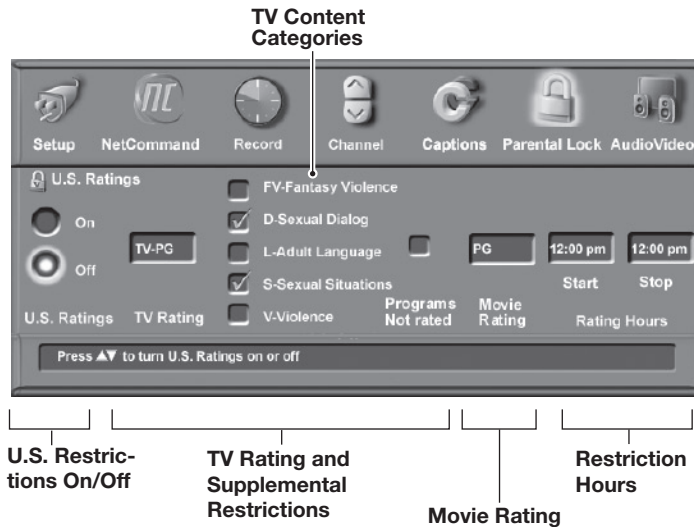 TV Content
Categories
Setup
NetCommand
Record
Channel
Captions
Parental Lock
AudioVideo
U.S. Ratings
On
Off
U.S. Ratings
TV-PG
TV Rating
FV-Fantasy Violence
D-Sexual Dialog
L-Adult Language
S-Sexual Situations
V-Violence
Programs
Not rated
PG
Movie
Rating
12:00 pm
Start
12:00 pm
Stop
Rating Hours
Press ▲▼ to turn U.S. Ratings on or off
U.S. Restric-
tions On/Off
TV Rating and
Supplemental
Restrictions
Movie Rating
Restriction
Hours